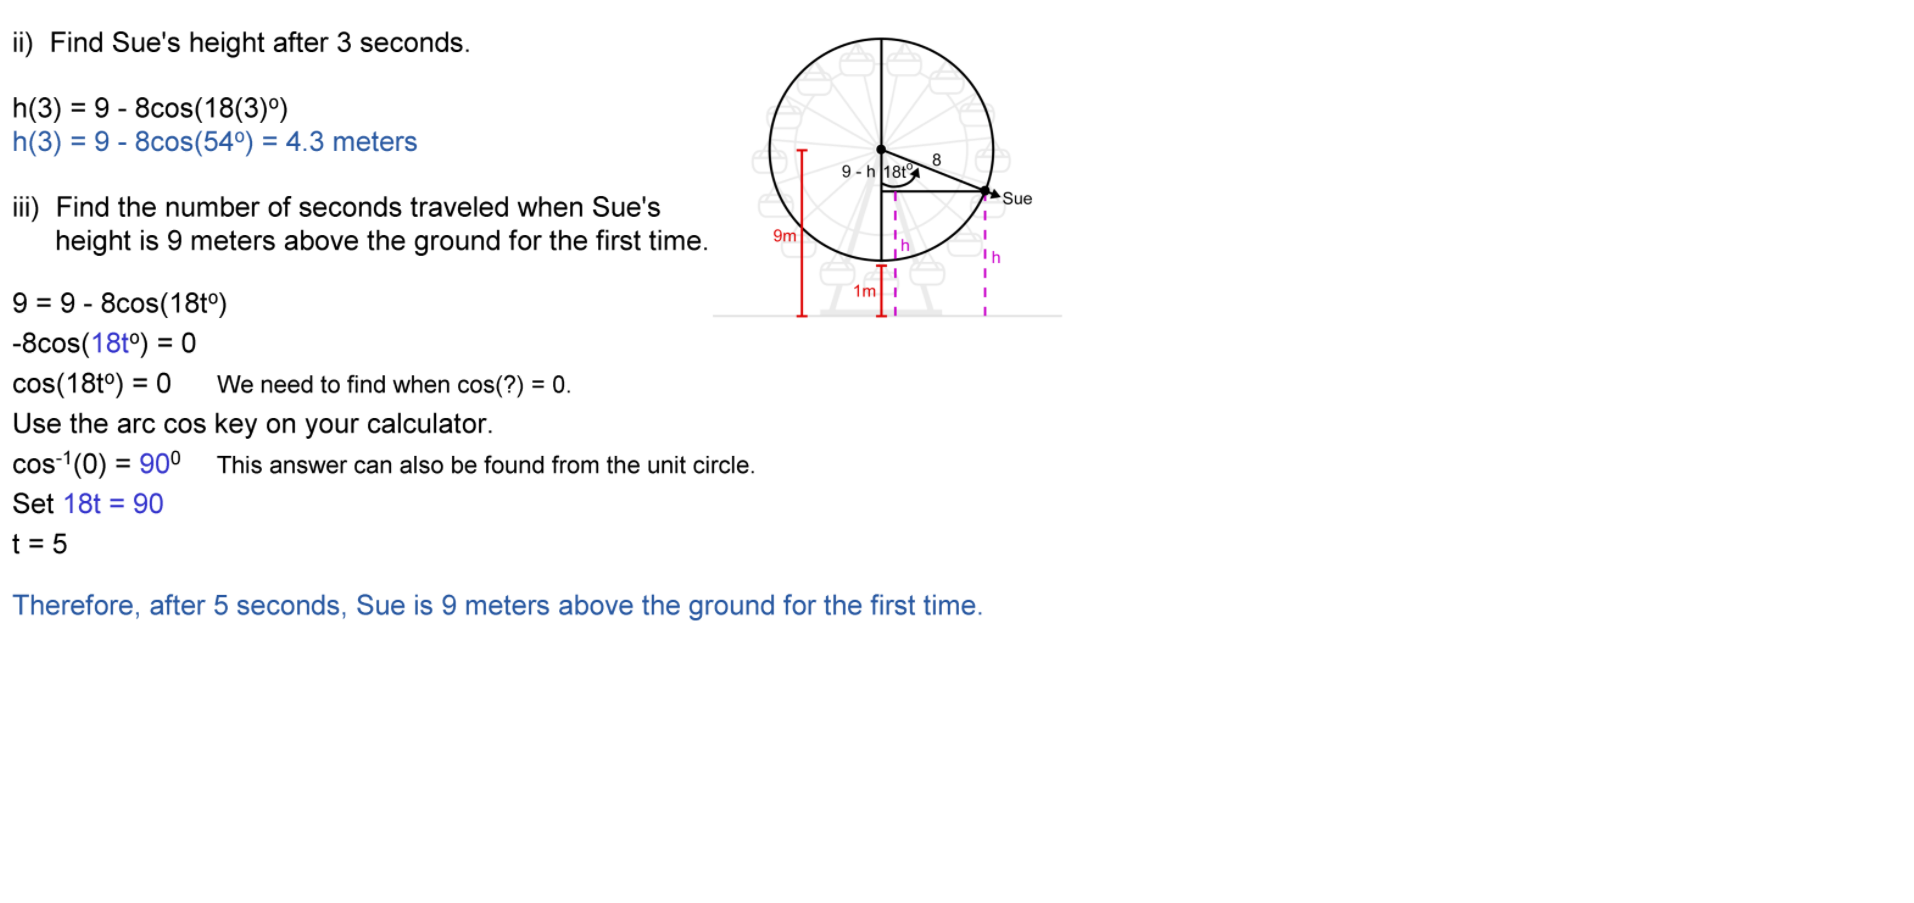 ii) Find Sue's height after 3 seconds.
h(3) = 9 - 8cos(18(3)º)
h(3) = 9 - 8cos(54º) = 4.3 meters
iii) Find the number of seconds traveled when Sue's
height is 9 meters above the ground for the first time.
9 = 9 - 8cos(18tº)
-8cos(18tº) = 0
cos(18tº) = 0 We need to find when cos(?) = 0.
Use the arc cos key on your calculator.
cos⁻¹(0) = 90⁰ This answer can also be found from the unit circle.
Set 18t = 90
t = 5
Therefore, after 5 seconds, Sue is 9 meters above the ground for the first time.
8
9 - h 18tº
Sue
9m
h
h
1m